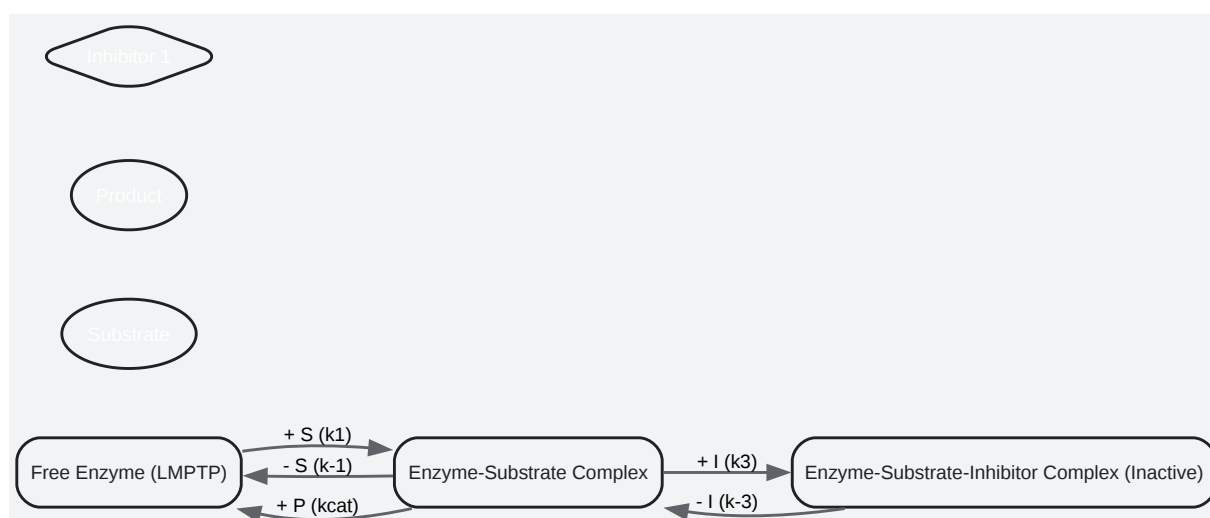 Inhibitor 1
Product
Substrate
+ S (k1)
Free Enzyme (LMPTP)
- S (k-1)
Enzyme-Substrate Complex
+ I (k3)
Enzyme-Substrate-Inhibitor Complex (Inactive)
+ P (kcat)
- I (k-3)